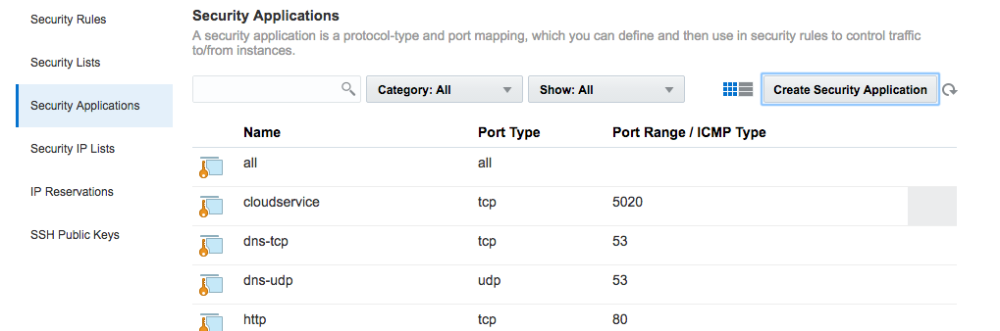 Security Rules
Security Lists
Security Applications
Security IP Lists
IP Reservations
SSH Public Keys
Security Applications
A security application is a protocol-type and port mapping, which you can define and then use in security rules to control traffic
to/from instances.
Category: All
Show: All
Create Security Application
Name Port Type Port Range / ICMP Type
all all
cloudservice tcp 5020
dns-tcp tcp 53
dns-udp udp 53
http tcp 80